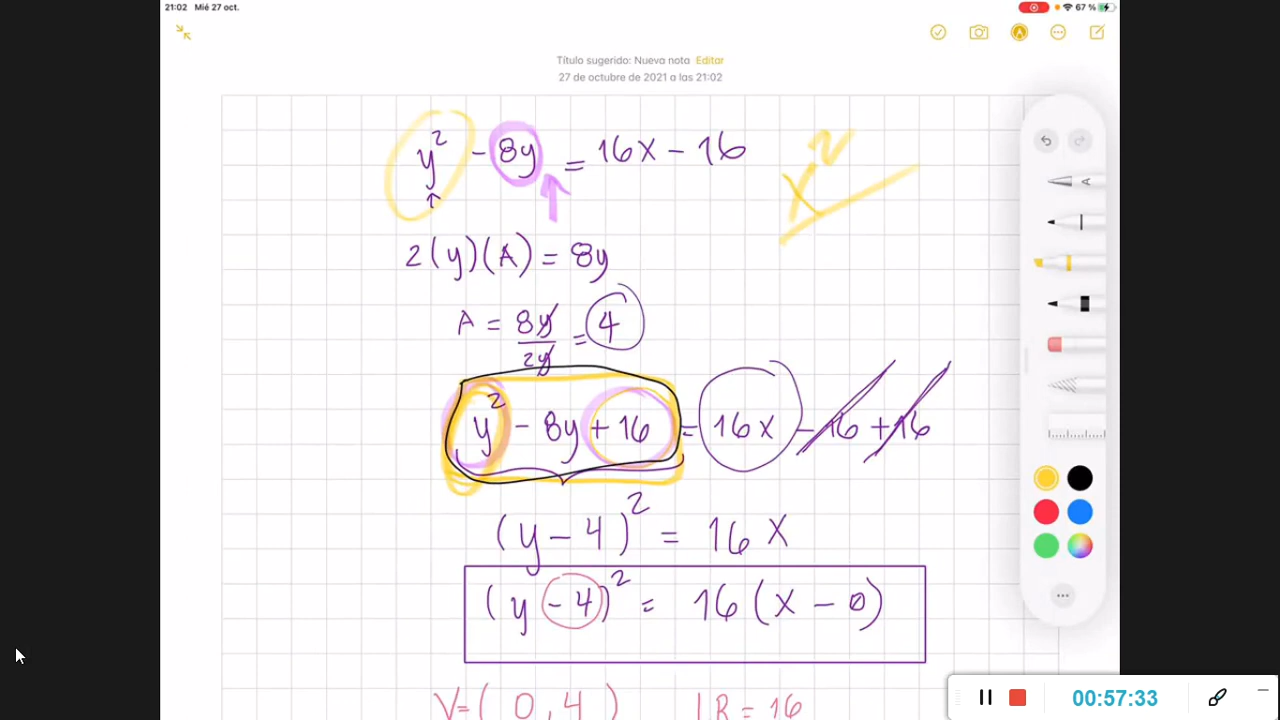 21:02 Mié 27 oct.
67 %
Título sugerido: Nueva nota Editar
27 de octubre de 2021 a las 21:02
y² - 8y = 16x - 16
x²
2(y)(A) = 8y
A = 8y/2y = 4
y² - 8y + 16 = 16x - 16 + 16
(y - 4)² = 16x
(y - 4)² = 16(x - 0)
V = (0, 4) LR = 16
00:57:33